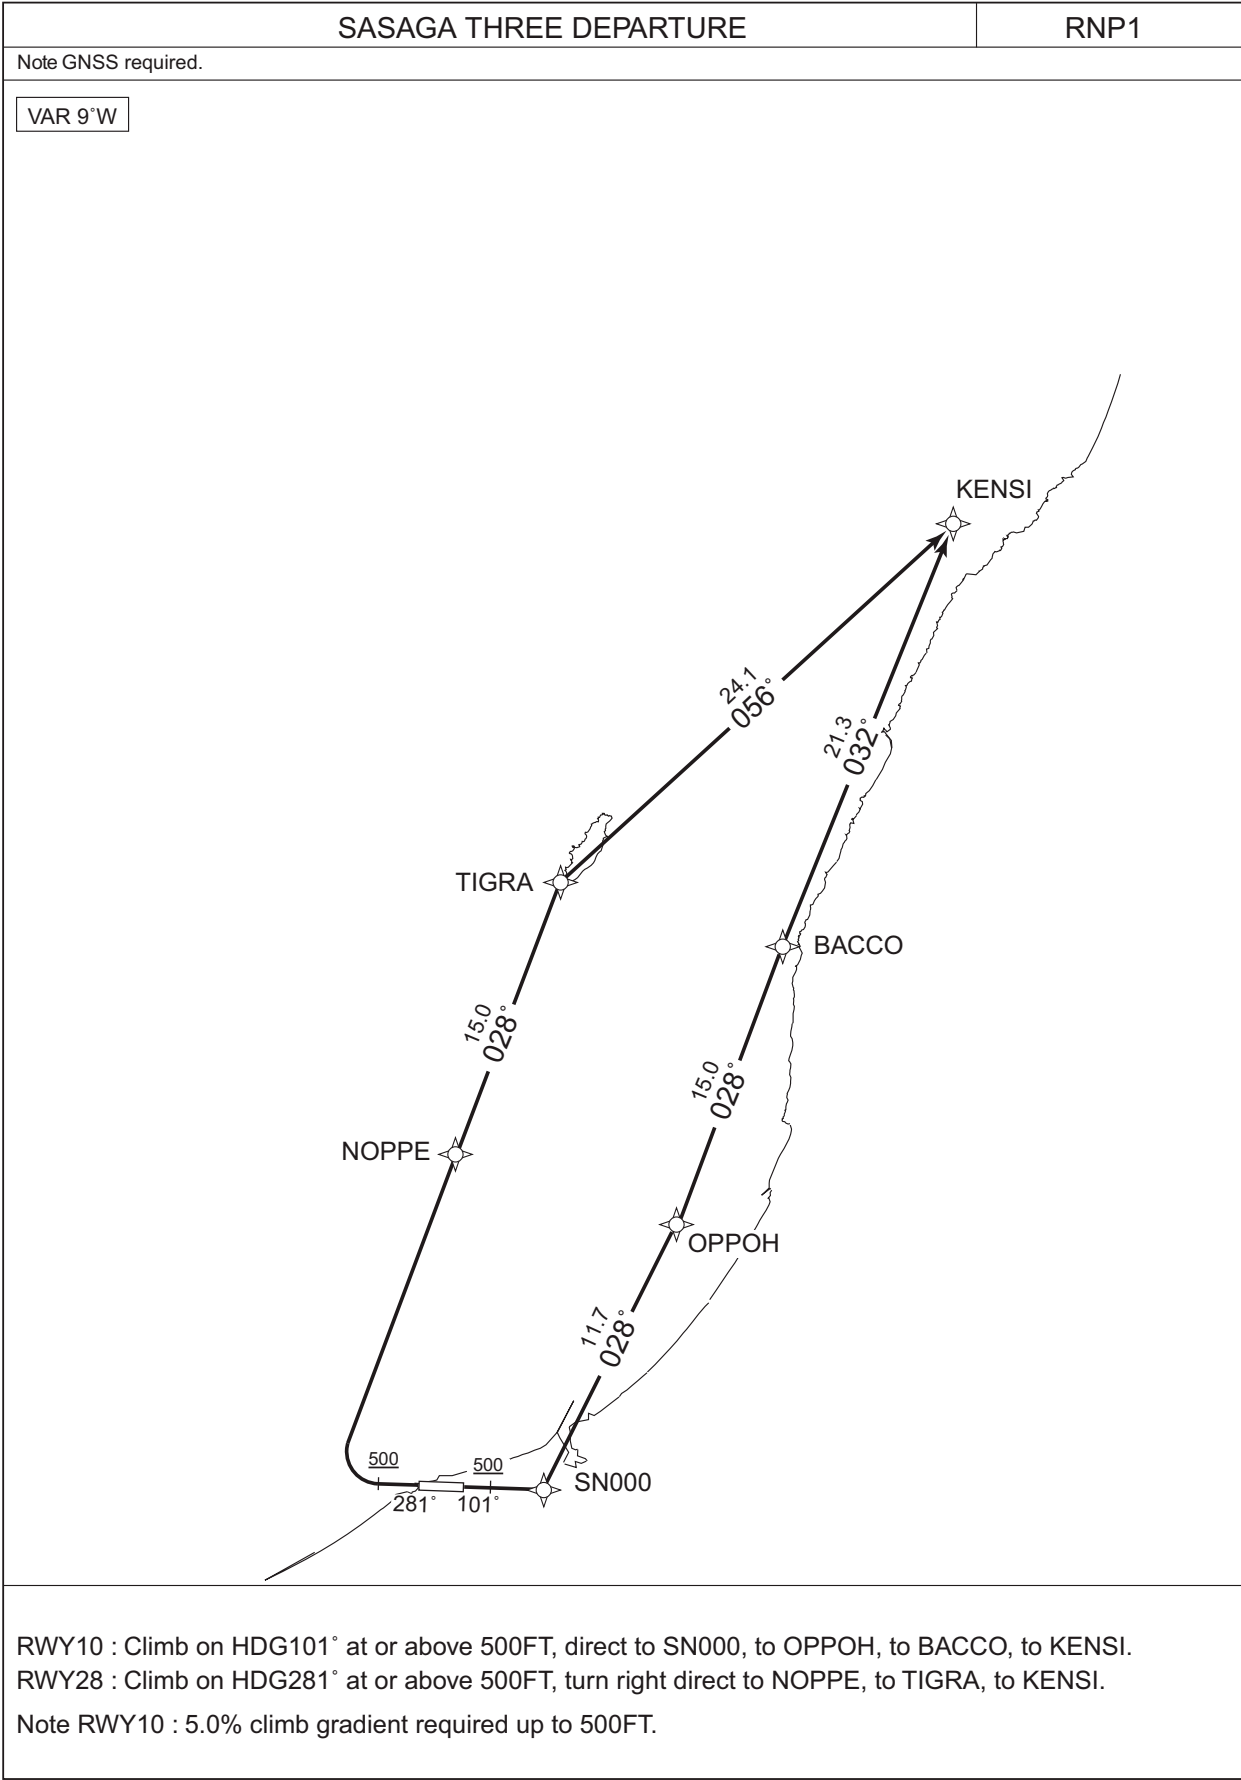 SASAGA THREE DEPARTURE
RNP1
Note GNSS required.
VAR 9°W
KENSI
24.1
056°
21.3
032°
TIGRA
BACCO
15.0
028°
15.0
028°
NOPPE
OPPOH
11.7
028°
500
500
SN000
281°
101°
RWY10 : Climb on HDG101° at or above 500FT, direct to SN000, to OPPOH, to BACCO, to KENSI.
RWY28 : Climb on HDG281° at or above 500FT, turn right direct to NOPPE, to TIGRA, to KENSI.
Note RWY10 : 5.0% climb gradient required up to 500FT.